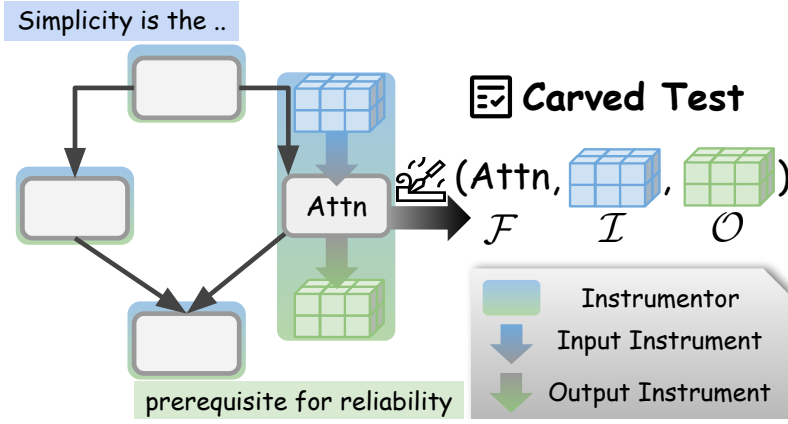 Simplicity is the ..
Carved Test
Attn
(Attn, , )
ℱ ℐ 𝒪
Instrumentor
Input Instrument
Output Instrument
prerequisite for reliability